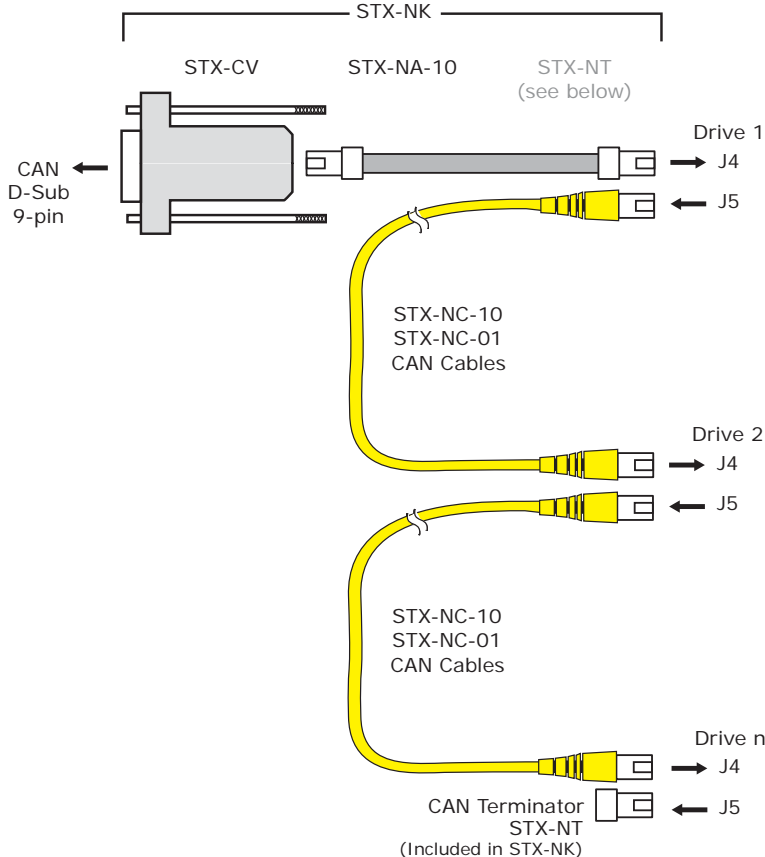 STX-NK
STX-CV
STX-NA-10
STX-NT
(see below)
Drive 1
CAN
D-Sub
9-pin
J4
J5
STX-NC-10
STX-NC-01
CAN Cables
Drive 2
J4
J5
STX-NC-10
STX-NC-01
CAN Cables
Drive n
J4
CAN Terminator
STX-NT
(Included in STX-NK)
J5